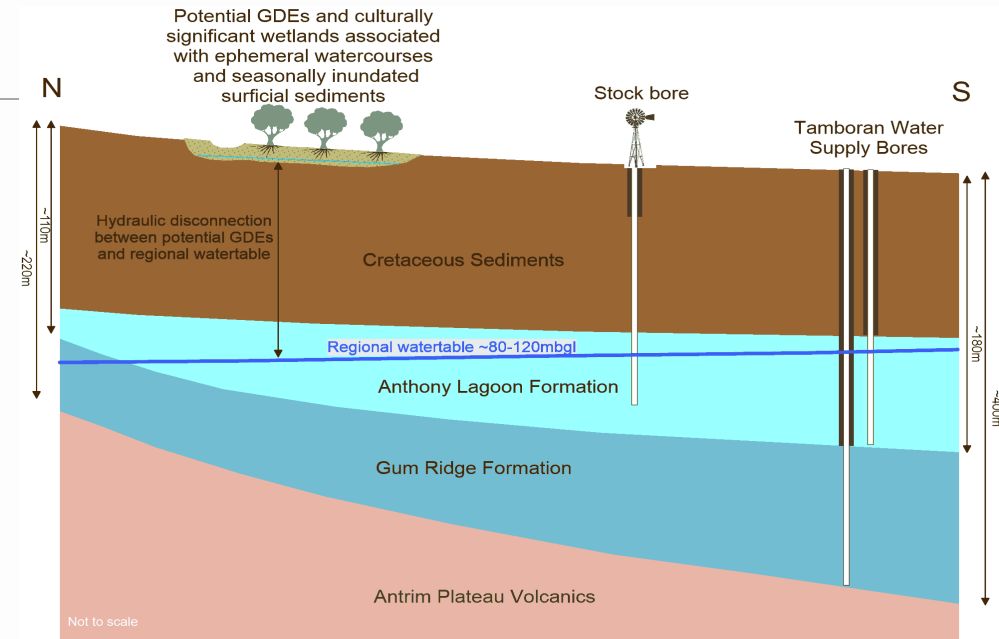 Potential GDEs and culturally
significant wetlands associated
with ephemeral watercourses
and seasonally inundated
surficial sediments
N
S
Stock bore
Tamboran Water
Supply Bores
~110m
~220m
Hydraulic disconnection
between potential GDEs
and regional watertable
Cretaceous Sediments
Regional watertable ~80-120mbgl
~180m
Anthony Lagoon Formation
~400m
Gum Ridge Formation
Antrim Plateau Volcanics
Not to scale